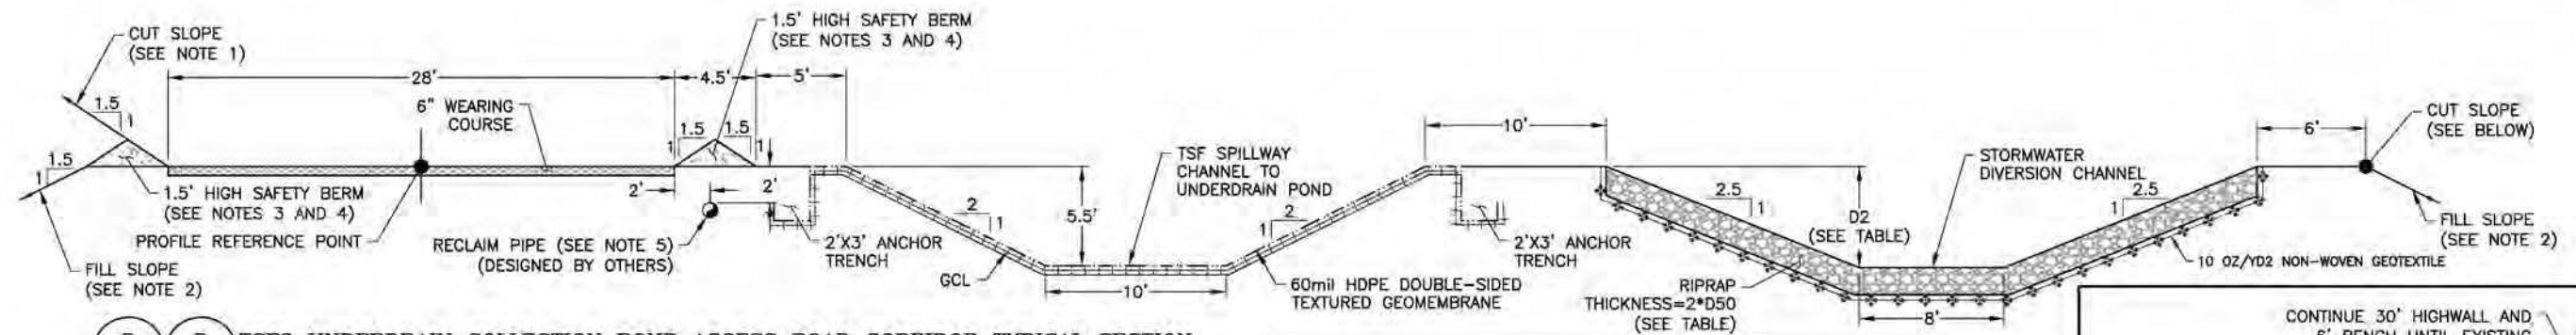 CUT SLOPE
(SEE NOTE 1)
1.5' HIGH SAFETY BERM
(SEE NOTES 3 AND 4)
28'
4.5'
5'
1.5
1
6" WEARING
COURSE
1.5
1.5
1
1
10'
6'
CUT SLOPE
(SEE BELOW)
1.5
1
1.5' HIGH SAFETY BERM
(SEE NOTES 3 AND 4)
PROFILE REFERENCE POINT
FILL SLOPE
(SEE NOTE 2)
2'
2'
RECLAIM PIPE (SEE NOTE 5)
(DESIGNED BY OTHERS)
2'X3' ANCHOR
TRENCH
GCL
2
1
5.5'
10'
TSF SPILLWAY
CHANNEL TO
UNDERDRAIN POND
2
1
60mil HDPE DOUBLE-SIDED
TEXTURED GEOMEMBRANE
2'X3' ANCHOR
TRENCH
2.5
1
D2
(SEE TABLE)
RIPRAP
THICKNESS=2*D50
(SEE TABLE)
STORMWATER
DIVERSION CHANNEL
2.5
1
8'
10 OZ/YD2 NON-WOVEN GEOTEXTILE
FILL SLOPE
(SEE NOTE 2)
CONTINUE 30' HIGHWALL AND
UNDERDRAIN COLLECTION POND ACCESS ROAD CORRIDOR TYPICAL SECTION
6' BENCH UNTIL EXISTING